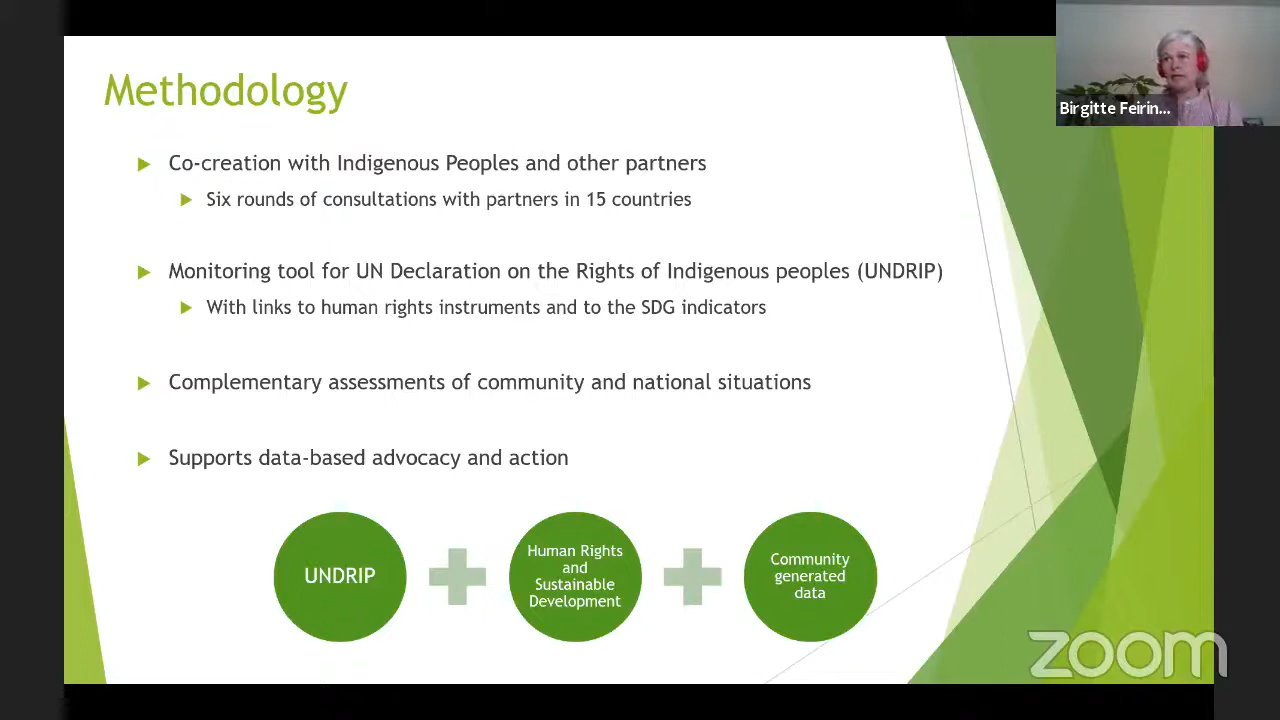 Methodology
Co-creation with Indigenous Peoples and other partners
Six rounds of consultations with partners in 15 countries
Monitoring tool for UN Declaration on the Rights of Indigenous peoples (UNDRIP)
With links to human rights instruments and to the SDG indicators
Complementary assessments of community and national situations
Supports data-based advocacy and action
UNDRIP
Human Rights
and
Sustainable
Development
Community
generated
data
Birgitte Feirin...
zoom